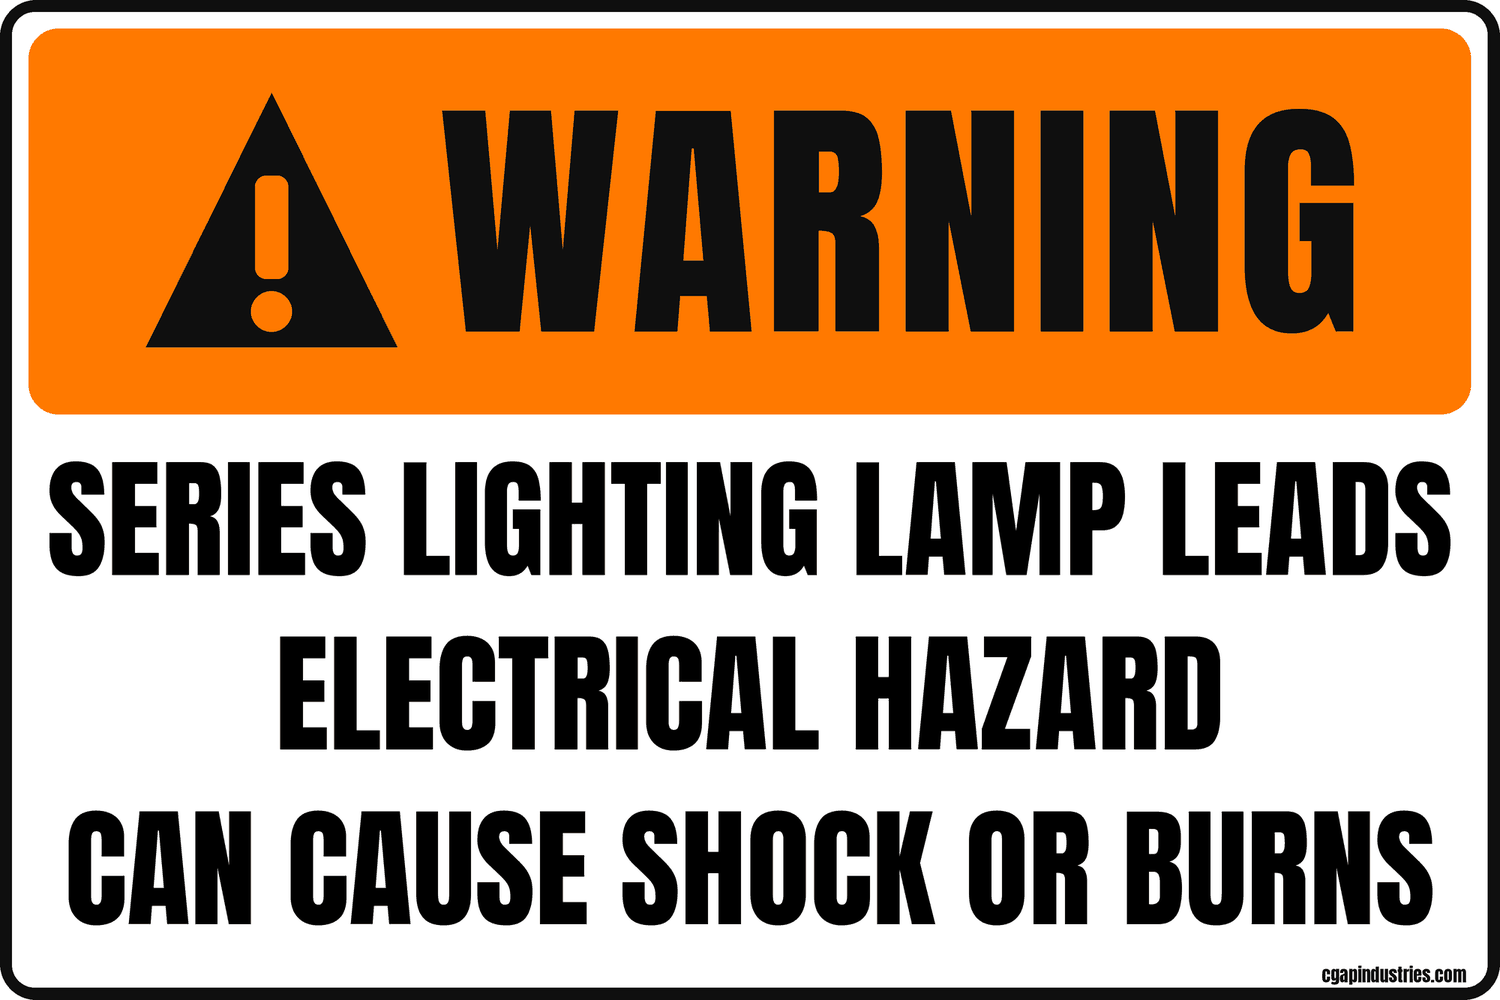 WARNING
SERIES LIGHTING LAMP LEADS
ELECTRICAL HAZARD
CAN CAUSE SHOCK OR BURNS
cgapindustries.com